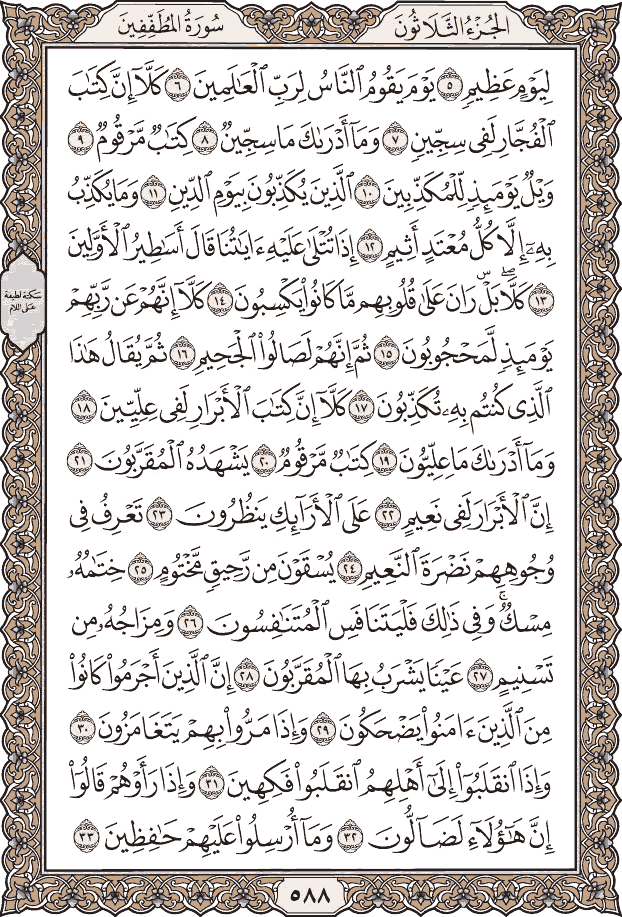 الجُزْءُ الثَّلَاثُونَ
سُورَةُ المُطَفِّفِينَ
لِيَوْمٍ عَظِيمٍ ٥ يَوْمَ يَقُومُ ٱلنَّاسُ لِرَبِّ ٱلْعَٰلَمِينَ ٦ كَلَّآ إِنَّ كِتَٰبَ
ٱلْفُجَّارِ لَفِى سِجِّينٍ ٧ وَمَآ أَدْرَىٰكَ مَا سِجِّينٌ ٨ كِتَٰبٌ مَّرْقُومٌ ٩
وَيْلٌ يَوْمَئِذٍ لِّلْمُكَذِّبِينَ ١٠ ٱلَّذِينَ يُكَذِّبُونَ بِيَوْمِ ٱلدِّينِ ١١ وَمَا يُكَذِّبُ
بِهِۦٓ إِلَّا كُلُّ مُعْتَدٍ أَثِيمٍ ١٢ إِذَا تُتْلَىٰ عَلَيْهِ ءَايَٰتُنَا قَالَ أَسَٰطِيرُ ٱلْأَوَّلِينَ
١٣ كَلَّا ۖ بَلْ ۜ رَانَ عَلَىٰ قُلُوبِهِم مَّا كَانُوا۟ يَكْسِبُونَ ١٤ كَلَّآ إِنَّهُمْ عَن رَّبِّهِمْ
يَوْمَئِذٍ لَّمَحْجُوبُونَ ١٥ ثُمَّ إِنَّهُمْ لَصَالُوا۟ ٱلْجَحِيمِ ١٦ ثُمَّ يُقَالُ هَٰذَا
ٱلَّذِى كُنتُم بِهِۦ تُكَذِّبُونَ ١٧ كَلَّآ إِنَّ كِتَٰبَ ٱلْأَبْرَارِ لَفِى عِلِّيِّينَ ١٨
وَمَآ أَدْرَىٰكَ مَا عِلِّيُّونَ ١٩ كِتَٰبٌ مَّرْقُومٌ ٢٠ يَشْهَدُهُ ٱلْمُقَرَّبُونَ ٢١
إِنَّ ٱلْأَبْرَارَ لَفِى نَعِيمٍ ٢٢ عَلَى ٱلْأَرَآئِكِ يَنظُرُونَ ٢٣ تَعْرِفُ فِى
وُجُوهِهِمْ نَضْرَةَ ٱلنَّعِيمِ ٢٤ يُسْقَوْنَ مِن رَّحِيقٍ مَّخْتُومٍ ٢٥ خِتَٰمُهُۥ
مِسْكٌ ۚ وَفِى ذَٰلِكَ فَلْيَتَنَافَسِ ٱلْمُتَنَٰفِسُونَ ٢٦ وَمِزَاجُهُۥ مِن
تَسْنِيمٍ ٢٧ عَيْنًا يَشْرَبُ بِهَا ٱلْمُقَرَّبُونَ ٢٨ إِنَّ ٱلَّذِينَ أَجْرَمُوا۟ كَانُوا۟
مِنَ ٱلَّذِينَ ءَامَنُوا۟ يَضْحَكُونَ ٢٩ وَإِذَا مَرُّوا۟ بِهِمْ يَتَغَامَزُونَ ٣٠
وَإِذَا ٱنقَلَبُوٓا۟ إِلَىٰٓ أَهْلِهِمُ ٱنقَلَبُوا۟ فَكِهِينَ ٣١ وَإِذَا رَأَوْهُمْ قَالُوٓا۟
إِنَّ هَٰٓؤُلَآءِ لَضَآلُّونَ ٣٢ وَمَآ أُرْسِلُوا۟ عَلَيْهِمْ حَٰفِظِينَ ٣٣
سَكتَة لطيفة
عَلى اللام
٥٨٨